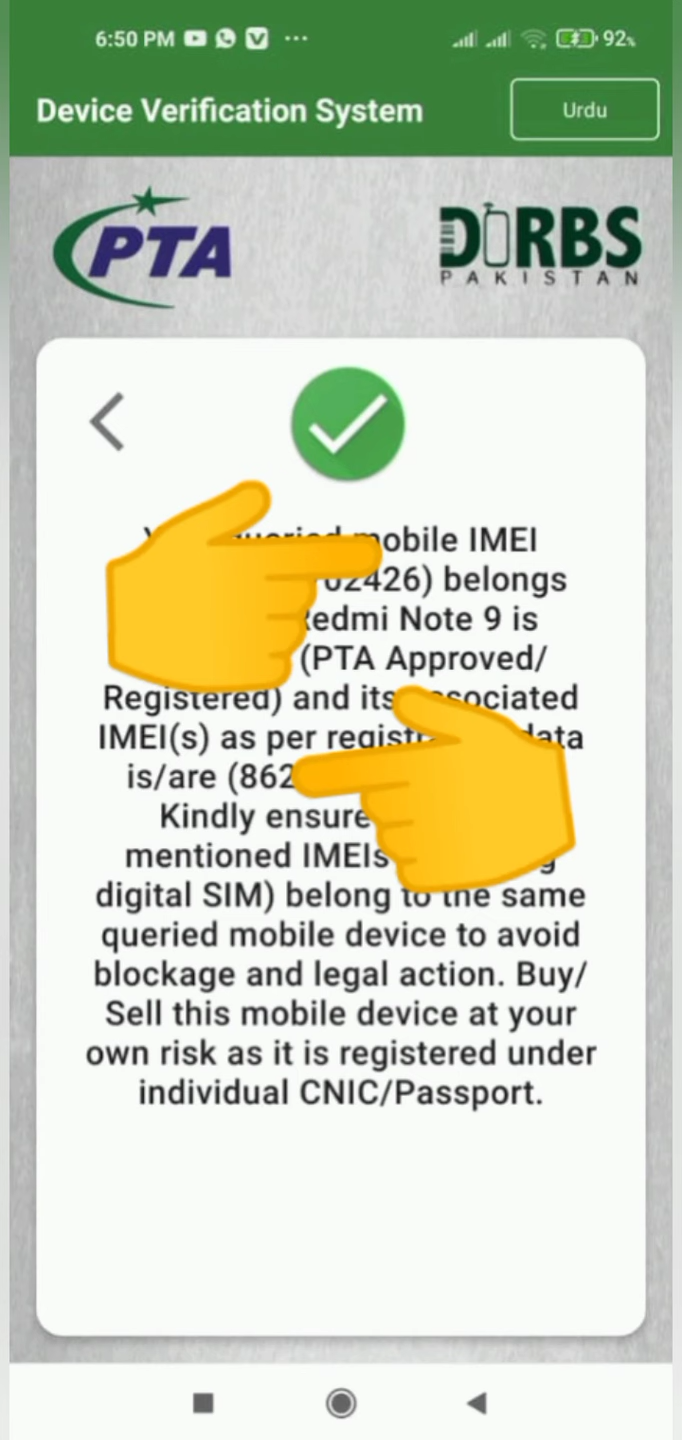 6:50 PM ... 92%
Device Verification System
Urdu
PTA
DIRBS
PAKISTAN
mobile IMEI
02426) belongs
Redmi Note 9 is
(PTA Approved/
Registered) and its associated
IMEI(s) as per data
is/are (862
Kindly ensure
mentioned IMEIs
digital SIM) belong to the same
queried mobile device to avoid
blockage and legal action. Buy/
Sell this mobile device at your
own risk as it is registered under
individual CNIC/Passport.